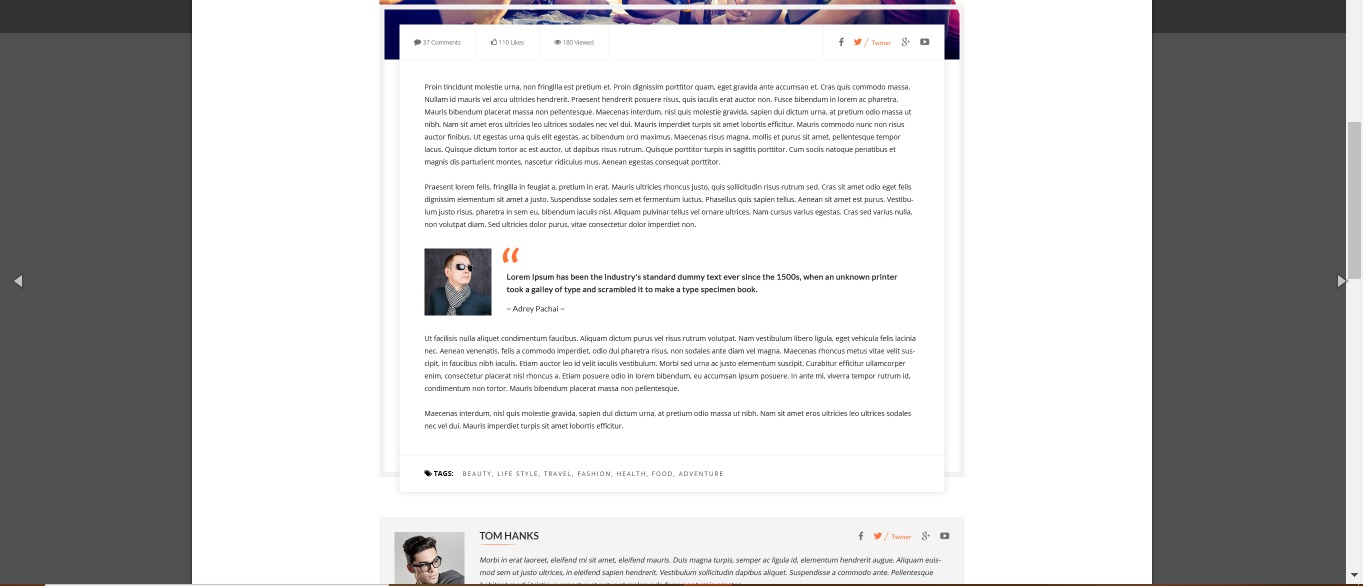 37 Comments 110 Likes 180 Viewed Twitter
Proin tincidunt molestie urna, non fringilla est pretium et. Proin dignissim porttitor quam, eget gravida ante accumsan et. Cras quis commodo massa.
Nullam id mauris vel arcu ultricies hendrerit. Praesent hendrerit posuere risus, quis iaculis erat auctor non. Fusce bibendum in lorem ac pharetra.
Mauris bibendum placerat massa non pellentesque. Maecenas interdum, nisl quis molestie gravida, sapien dui dictum urna, at pretium odio massa ut
nibh. Nam sit amet eros ultricies leo ultrices sodales nec vel dui. Mauris imperdiet turpis sit amet lobortis efficitur. Mauris commodo nunc non risus
auctor finibus. Ut egestas urna quis elit egestas, ac bibendum orci maximus. Maecenas risus magna, mollis et purus sit amet, pellentesque tempor
lacus. Quisque dictum tortor ac est auctor, ut dapibus risus rutrum. Quisque porttitor turpis in sagittis porttitor. Cum sociis natoque penatibus et
magnis dis parturient montes, nascetur ridiculus mus. Aenean egestas consequat porttitor.
Praesent lorem felis, fringilla in feugiat a, pretium in erat. Mauris ultricies rhoncus justo, quis sollicitudin risus rutrum sed. Cras sit amet odio eget felis
dignissim elementum sit amet a justo. Suspendisse sodales sem et fermentum luctus. Phasellus quis sapien tellus. Aenean sit amet est purus. Vestibu-
lum justo risus, pharetra in sem eu, bibendum iaculis nisl. Aliquam pulvinar tellus vel ornare ultrices. Nam cursus varius egestas. Cras sed varius nulla,
non volutpat diam. Sed ultricies dolor purus, vitae consectetur dolor imperdiet non.
“
Lorem Ipsum has been the industry's standard dummy text ever since the 1500s, when an unknown printer
took a galley of type and scrambled it to make a type specimen book.
~ Adrey Pachai ~
Ut facilisis nulla aliquet condimentum faucibus. Aliquam dictum purus vel risus rutrum volutpat. Nam vestibulum libero ligula, eget vehicula felis lacinia
nec. Aenean venenatis, felis a commodo imperdiet, odio dui pharetra risus, non sodales ante diam vel magna. Maecenas rhoncus metus vitae velit sus-
cipit, in faucibus nibh iaculis. Etiam auctor leo id velit iaculis vestibulum. Morbi sed urna ac justo elementum suscipit. Curabitur efficitur ullamcorper
enim, consectetur placerat nisl rhoncus a. Etiam posuere odio in lorem bibendum, eu accumsan ipsum posuere. In ante mi, viverra tempor rutrum id,
condimentum non tortor. Mauris bibendum placerat massa non pellentesque.
Maecenas interdum, nisl quis molestie gravida, sapien dui dictum urna, at pretium odio massa ut nibh. Nam sit amet eros ultricies leo ultrices sodales
nec vel dui. Mauris imperdiet turpis sit amet lobortis efficitur.
TAGS: BEAUTY, LIFE STYLE, TRAVEL, FASHION, HEALTH, FOOD, ADVENTURE
TOM HANKS Twitter
Morbi in erat laoreet, eleifend mi sit amet, eleifend mauris. Duis magna turpis, semper ac ligula id, elementum hendrerit augue. Aliquam euis-
mod sem ut justo ultrices, in eleifend sapien hendrerit. Vestibulum sollicitudin dapibus aliquet. Suspendisse a commodo ante. Pellentesque